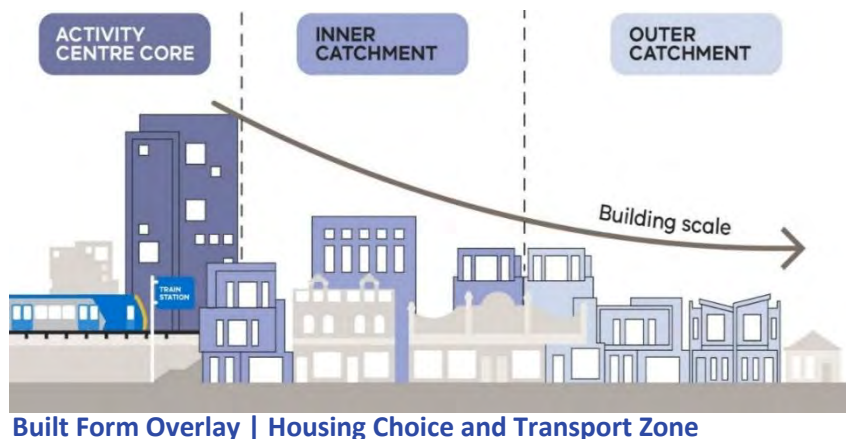 ACTIVITY
CENTRE CORE
INNER
CATCHMENT
OUTER
CATCHMENT
Building scale
TRAIN
STATION
Built Form Overlay | Housing Choice and Transport Zone